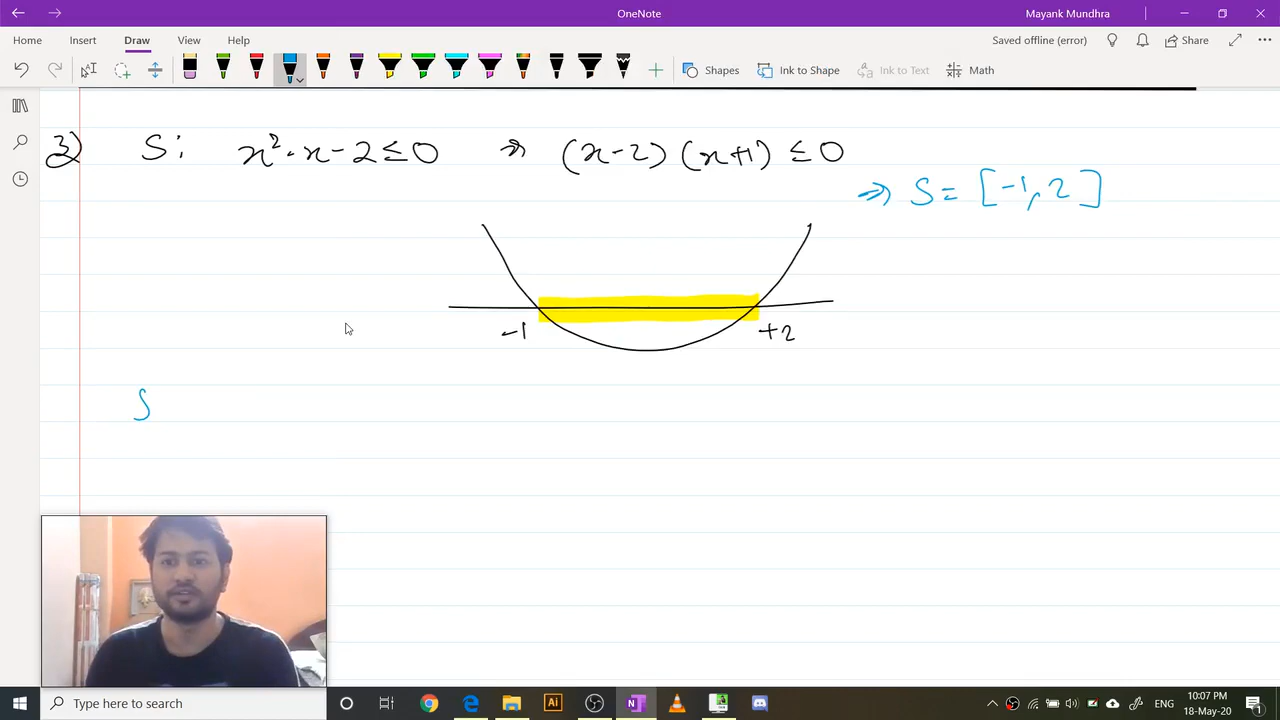 OneNote
Mayank Mundhra
Home Insert Draw View Help
Saved offline (error) Share
Shapes Ink to Shape Ink to Text Math
3) S: x² - x - 2 ≤ 0 ⇒ (x-2) (x+1) ≤ 0
⇒ S = [-1, 2]
-1 +2
S
Type here to search
Ai
N
ENG
10:07 PM
18-May-20
1